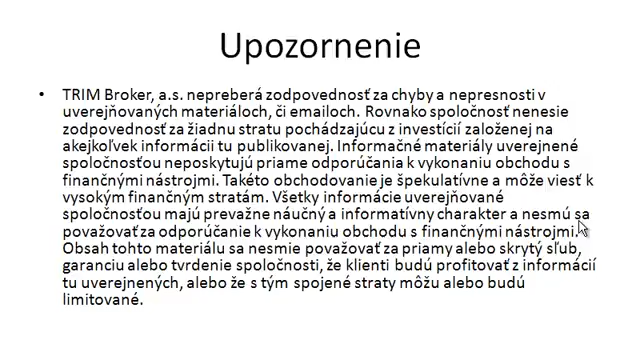 Upozornenie
• TRIM Broker, a.s. nepreberá zodpovednosť za chyby a nepresnosti v
uverejňovaných materiáloch, či emailoch. Rovnako spoločnosť nenesie
zodpovednosť za žiadnu stratu pochádzajúcu z investícií založenej na
akejkoľvek informácii tu publikovanej. Informačné materiály uverejnené
spoločnosťou neposkytujú priame odporúčania k vykonaniu obchodu s
finančnými nástrojmi. Takéto obchodovanie je špekulatívne a môže viesť k
vysokým finančným stratám. Všetky informácie uverejňované
spoločnosťou majú prevažne náučný a informatívny charakter a nesmú sa
považovať za odporúčanie k vykonaniu obchodu s finančnými nástrojmi.
Obsah tohto materiálu sa nesmie považovať za priamy alebo skrytý sľub,
garanciu alebo tvrdenie spoločnosti, že klienti budú profitovať z informácií
tu uverejnených, alebo že s tým spojené straty môžu alebo budú
limitované.